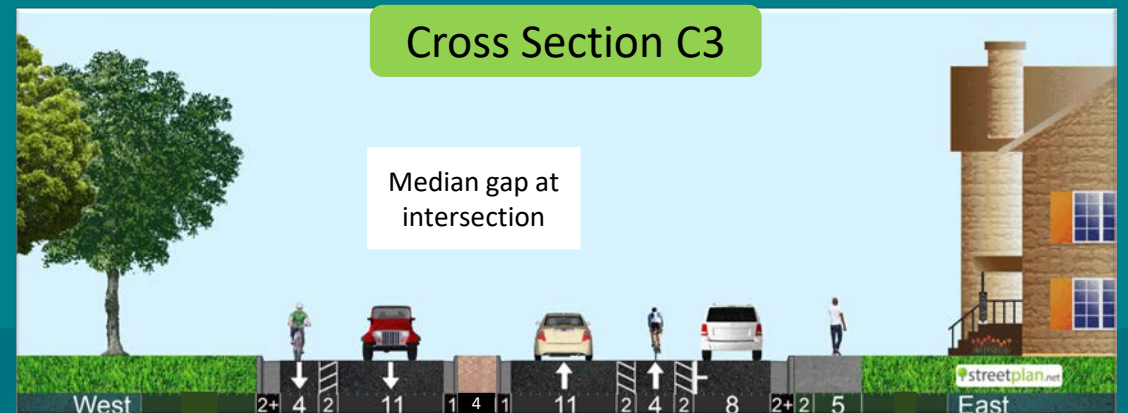 Cross Section C3
Median gap at
intersection
streetplan.net
West 2+ 4 2 11 1 4 1 11 2 4 2 8 2+ 2 5 East